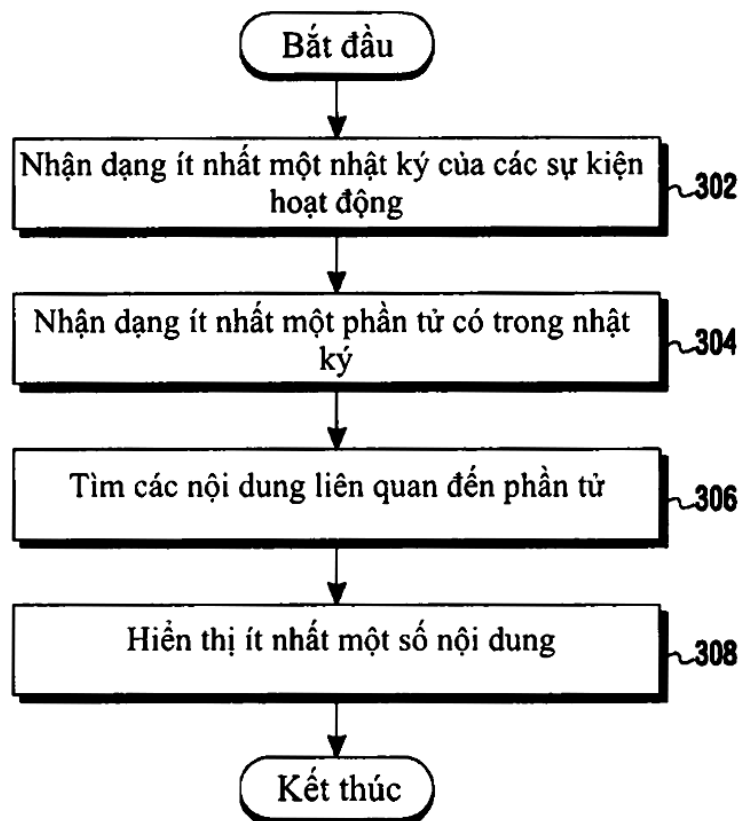 Bắt đầu
Nhận dạng ít nhất một nhật ký của các sự kiện
hoạt động
302
Nhận dạng ít nhất một phần tử có trong nhật
ký
304
Tìm các nội dung liên quan đến phần tử
306
Hiển thị ít nhất một số nội dung
308
Kết thúc